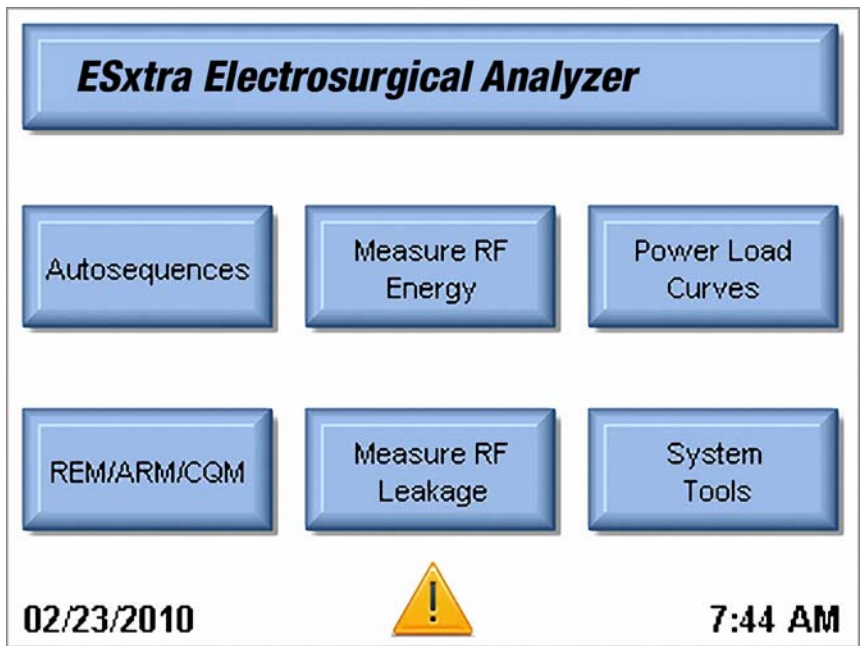 ESxtra Electrosurgical Analyzer
Autosequences
Measure RF
Energy
Power Load
Curves
REM/ARM/CQM
Measure RF
Leakage
System
Tools
!
02/23/2010
7:44 AM